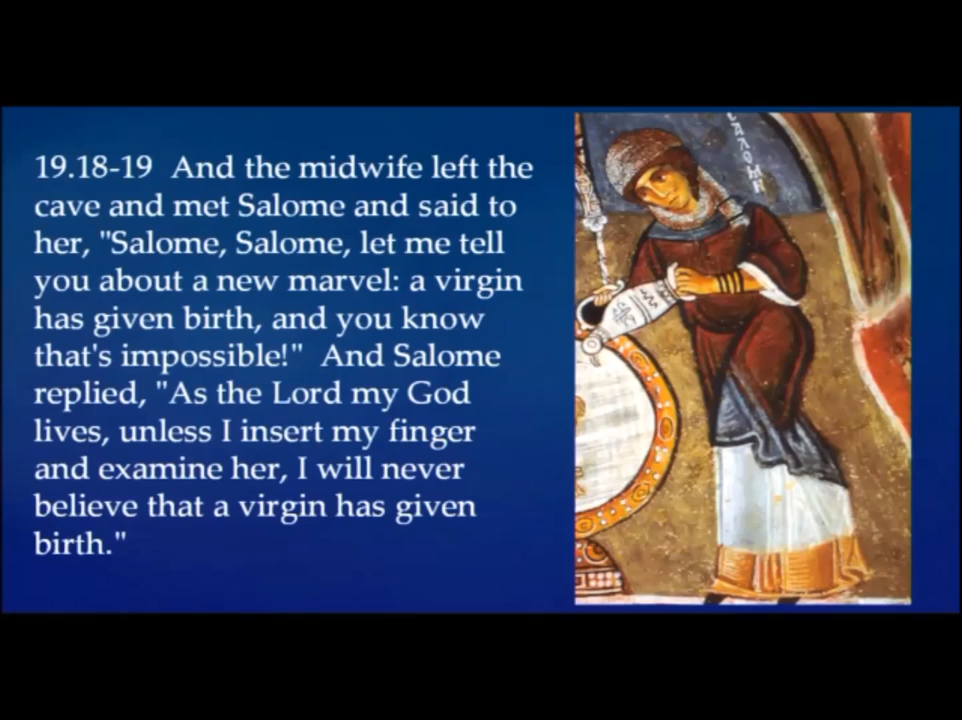 19.18-19 And the midwife left the
cave and met Salome and said to
her, "Salome, Salome, let me tell
you about a new marvel: a virgin
has given birth, and you know
that's impossible!" And Salome
replied, "As the Lord my God
lives, unless I insert my finger
and examine her, I will never
believe that a virgin has given
birth."
CΑΛΟΜΗ